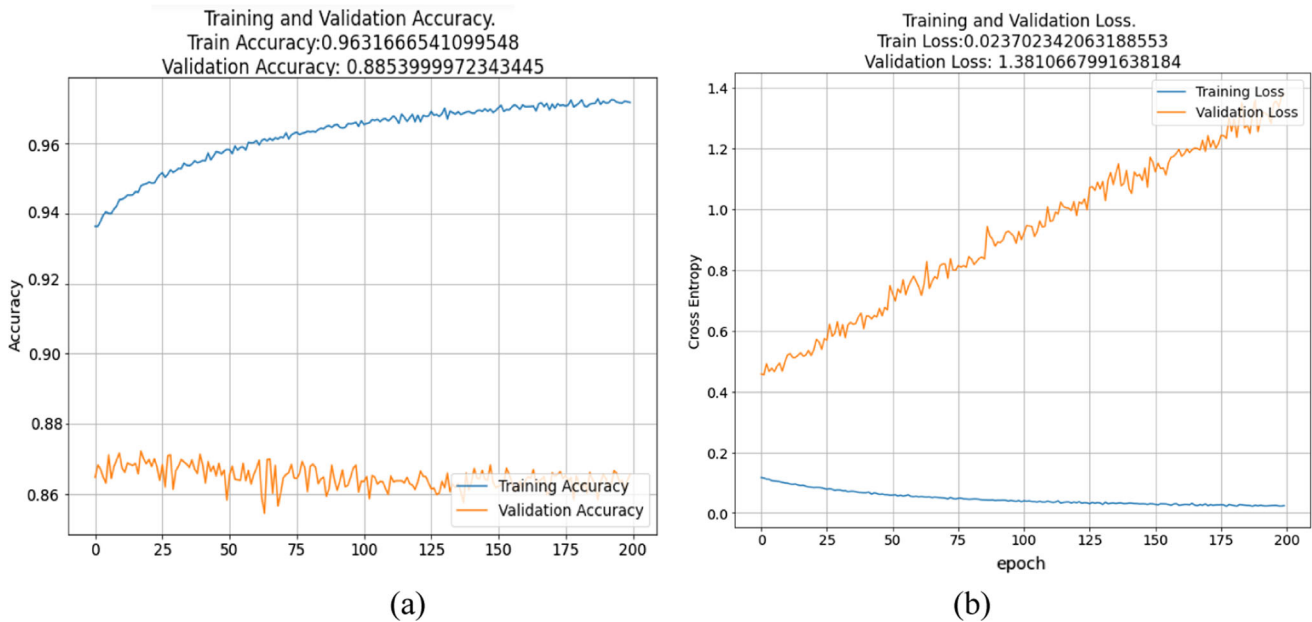 Training and Validation Accuracy.
Train Accuracy:0.9631666541099548
Validation Accuracy: 0.8853999972343445
Accuracy
0.96
0.94
0.92
0.90
0.88
0.86
Training Accuracy
Validation Accuracy
0 25 50 75 100 125 150 175 200
(a)
Training and Validation Loss.
Train Loss:0.023702342063188553
Validation Loss: 1.3810667991638184
Cross Entropy
1.4
1.2
1.0
0.8
0.6
0.4
0.2
0.0
Training Loss
Validation Loss
0 25 50 75 100 125 150 175 200
epoch
(b)